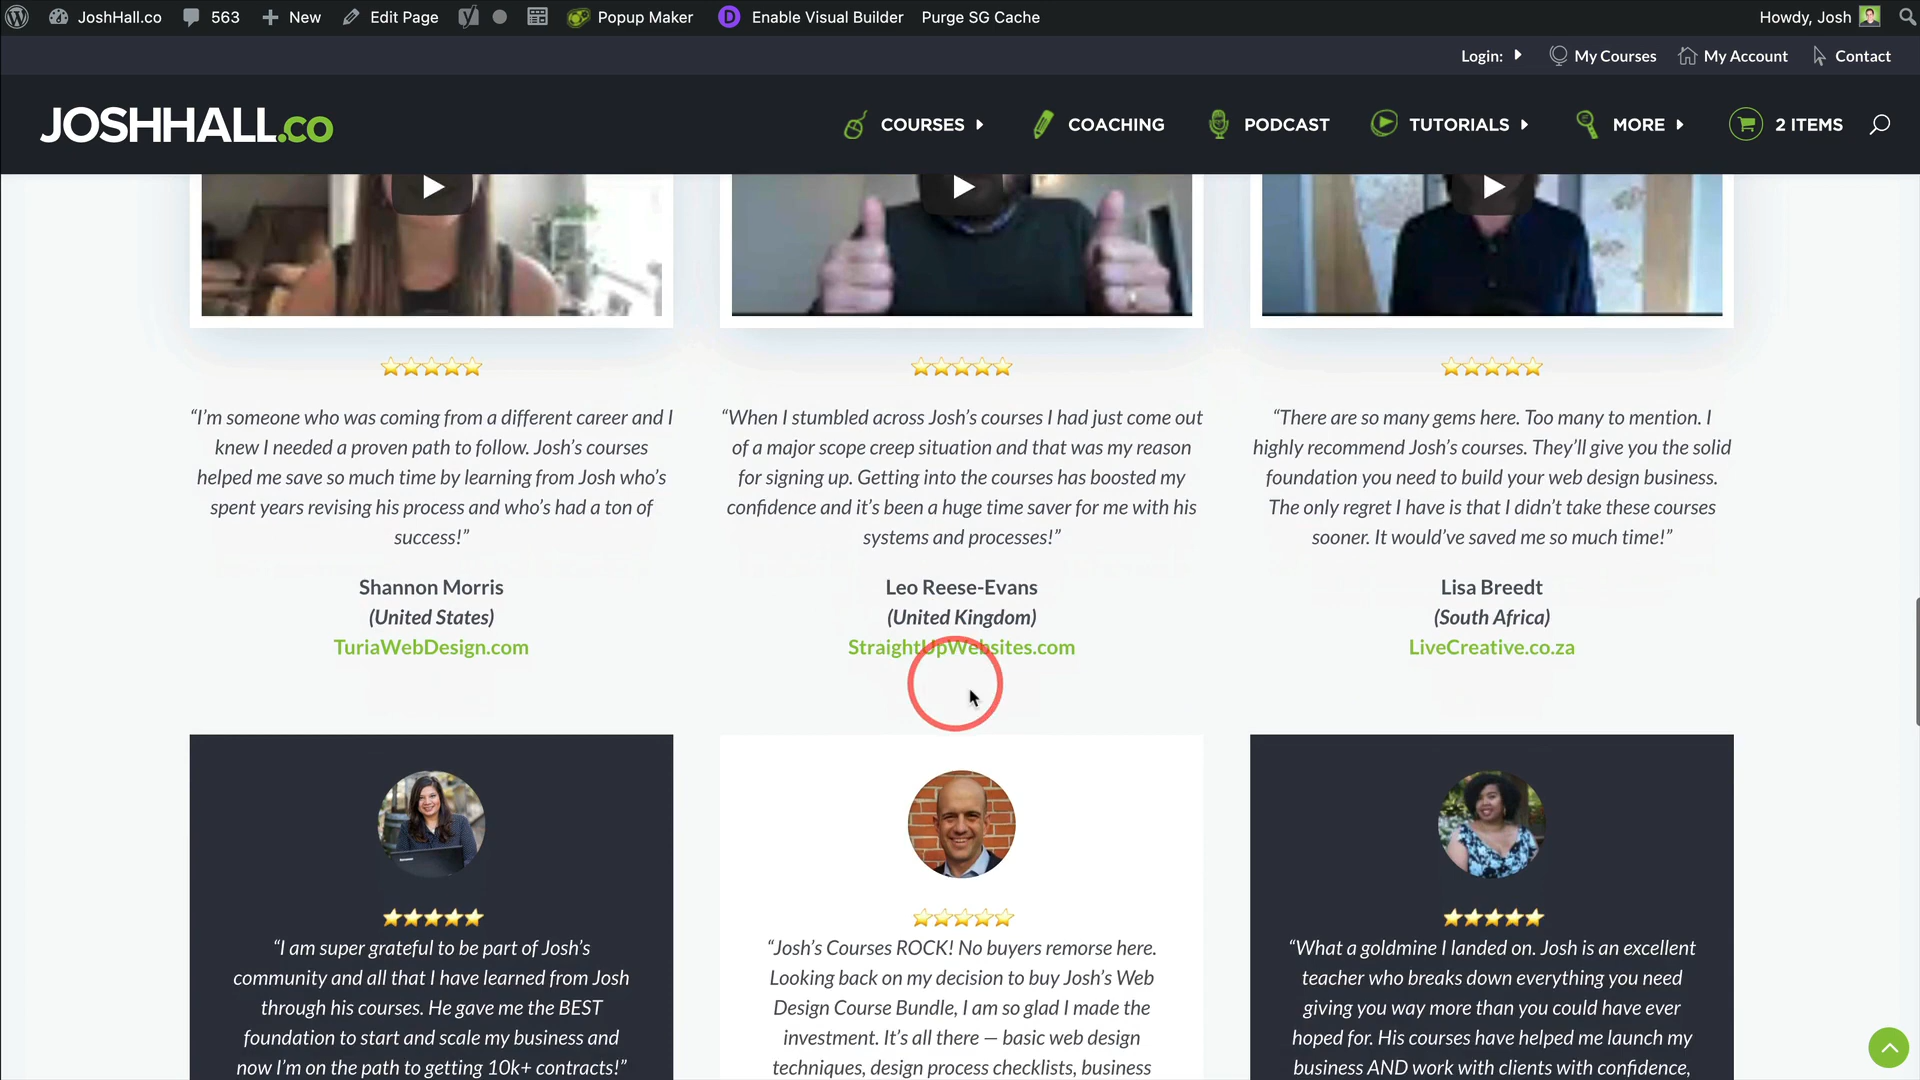 JoshHall.co 563 New Edit Page Popup Maker D Enable Visual Builder Purge SG Cache Howdy, Josh
Login: My Courses My Account Contact
JOSHHALL.co COURSES COACHING PODCAST TUTORIALS MORE 2 ITEMS
“I’m someone who was coming from a different career and I
knew I needed a proven path to follow. Josh’s courses
helped me save so much time by learning from Josh who’s
spent years revising his process and who’s had a ton of
success!”
Shannon Morris
(United States)
TuriaWebDesign.com
“When I stumbled across Josh’s courses I had just come out
of a major scope creep situation and that was my reason
for signing up. Getting into the courses has boosted my
confidence and it’s been a huge time saver for me with his
systems and processes!”
Leo Reese-Evans
(United Kingdom)
StraightUpWebsites.com
“There are so many gems here. Too many to mention. I
highly recommend Josh’s courses. They’ll give you the solid
foundation you need to build your web design business.
The only regret I have is that I didn’t take these courses
sooner. It would’ve saved me so much time!”
Lisa Breedt
(South Africa)
LiveCreative.co.za
“I am super grateful to be part of Josh’s
community and all that I have learned from Josh
through his courses. He gave me the BEST
foundation to start and scale my business and
now I’m on the path to getting 10k+ contracts!”
“Josh’s Courses ROCK! No buyers remorse here.
Looking back on my decision to buy Josh’s Web
Design Course Bundle, I am so glad I made the
investment. It’s all there — basic web design
techniques, design process checklists, business
“What a goldmine I landed on. Josh is an excellent
teacher who breaks down everything you need
giving you way more than you could have ever
hoped for. His courses have helped me launch my
business AND work with clients with confidence,